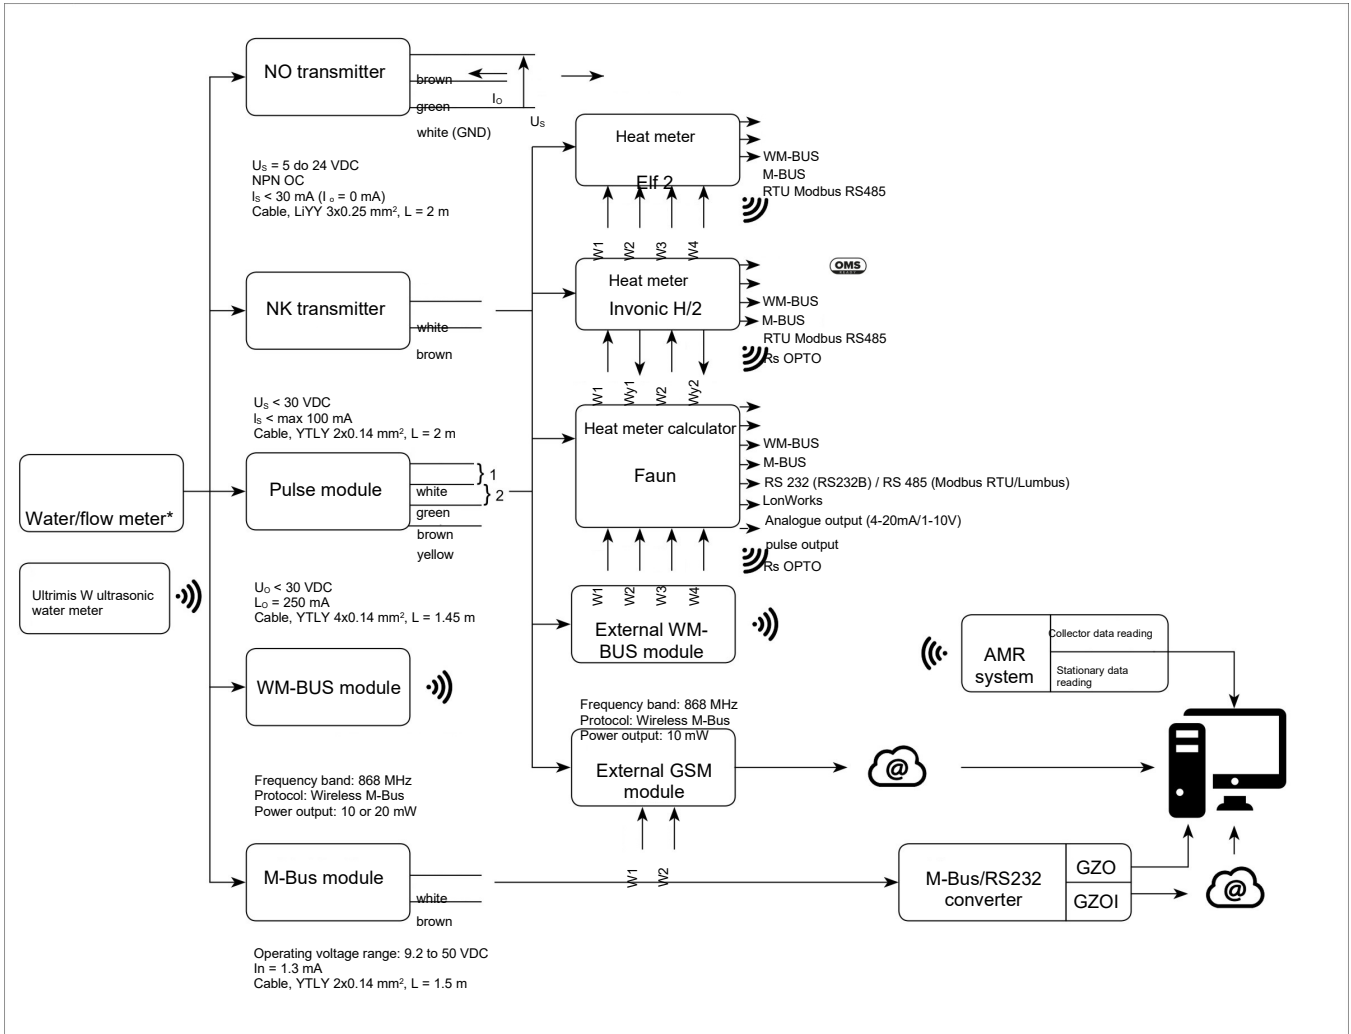 NO transmitter
brown
green
white (GND)
I₀
Uₛ
Uₛ = 5 do 24 VDC
NPN OC
Iₛ < 30 mA (I ₒ = 0 mA)
Cable, LiYY 3x0.25 mm², L = 2 m
NK transmitter
white
brown
Uₛ < 30 VDC
Iₛ < max 100 mA
Cable, YTLY 2x0.14 mm², L = 2 m
Water/flow meter*
Ultrimis W ultrasonic
water meter
Pulse module
1
2
white
green
brown
yellow
U₀ < 30 VDC
L₀ = 250 mA
Cable, YTLY 4x0.14 mm², L = 1.45 m
WM-BUS module
Frequency band: 868 MHz
Protocol: Wireless M-Bus
Power output: 10 or 20 mW
M-Bus module
white
brown
Operating voltage range: 9.2 to 50 VDC
In = 1.3 mA
Cable, YTLY 2x0.14 mm², L = 1.5 m
Heat meter
Elf 2
WM-BUS
M-BUS
RTU Modbus RS485
W1
W2
W3
W4
OMS
Heat meter
Invonic H/2
WM-BUS
M-BUS
RTU Modbus RS485
Rs OPTO
W1
Wy1
W2
Wy2
Heat meter calculator
Faun
WM-BUS
M-BUS
RS 232 (RS232B) / RS 485 (Modbus RTU/Lumbus)
LonWorks
Analogue output (4-20mA/1-10V)
pulse output
Rs OPTO
W1
W2
W3
W4
External WM-
BUS module
Frequency band: 868 MHz
Protocol: Wireless M-Bus
Power output: 10 mW
External GSM
module
W1
W2
@
AMR
system
Collector data reading
Stationary data
reading
M-Bus/RS232
converter
GZO
GZOI
@